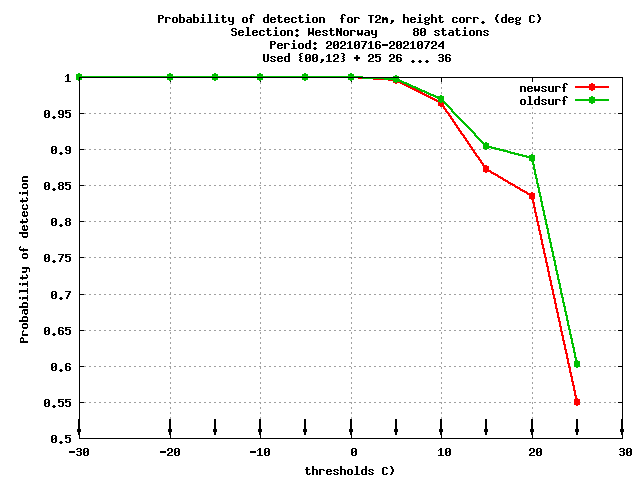 Probability of detection  for T2m, height corr. (deg C)
Selection: WestNorway     80 stations
Period: 20210716-20210724
Used {00,12} + 25 26 ... 36
newsurf
oldsurf
Probability of detection
1
0.95
0.9
0.85
0.8
0.75
0.7
0.65
0.6
0.55
0.5
-30 -20 -10 0 10 20 30
thresholds C)